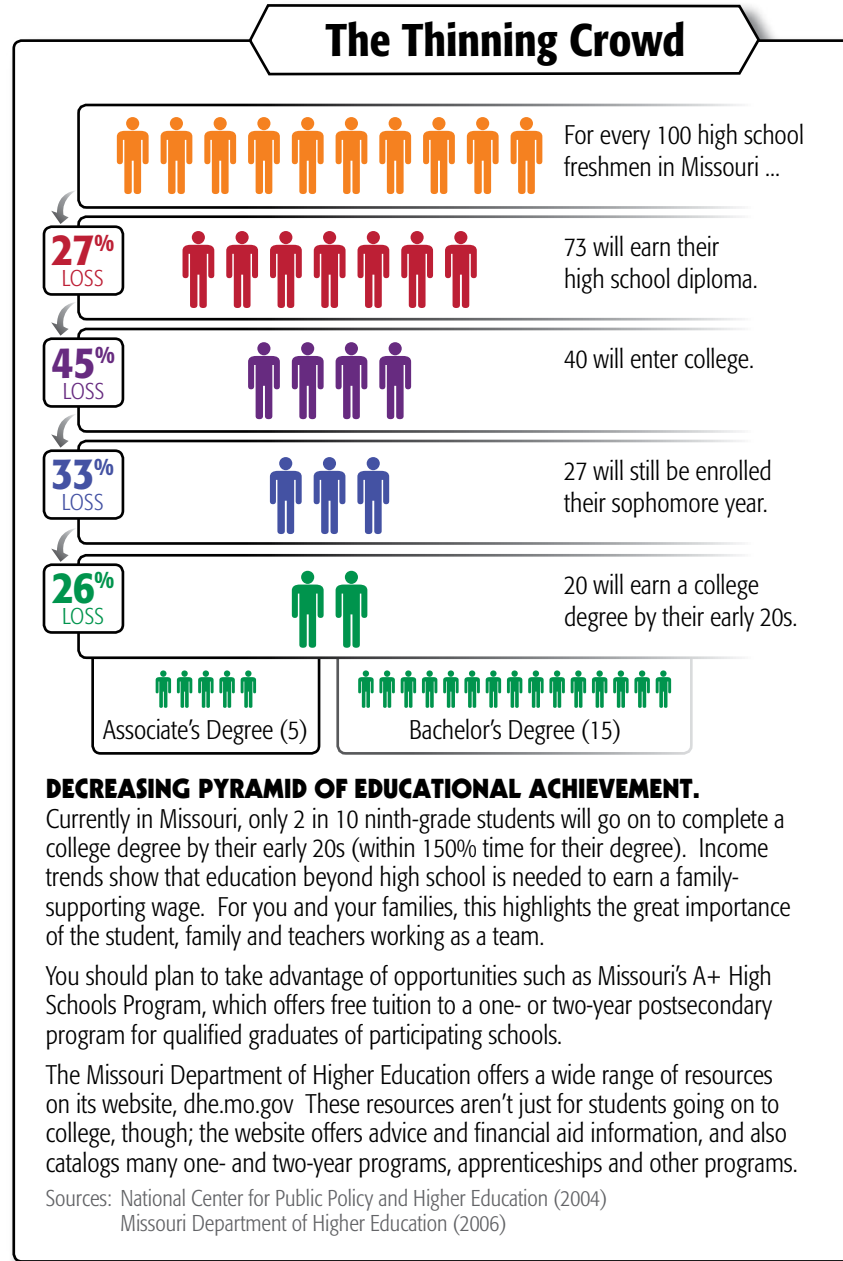 The Thinning Crowd
For every 100 high school
freshmen in Missouri ...
27%
LOSS
73 will earn their
high school diploma.
45%
LOSS
40 will enter college.
33%
LOSS
27 will still be enrolled
their sophomore year.
26%
LOSS
20 will earn a college
degree by their early 20s.
Associate's Degree (5)
Bachelor's Degree (15)
DECREASING PYRAMID OF EDUCATIONAL ACHIEVEMENT.
Currently in Missouri, only 2 in 10 ninth-grade students will go on to complete a
college degree by their early 20s (within 150% time for their degree).  Income
trends show that education beyond high school is needed to earn a family-
supporting wage.  For you and your families, this highlights the great importance
of the student, family and teachers working as a team.
You should plan to take advantage of opportunities such as Missouri's A+ High
Schools Program, which offers free tuition to a one- or two-year postsecondary
program for qualified graduates of participating schools.
The Missouri Department of Higher Education offers a wide range of resources
on its website, dhe.mo.gov  These resources aren't just for students going on to
college, though; the website offers advice and financial aid information, and also
catalogs many one- and two-year programs, apprenticeships and other programs.
Sources:  National Center for Public Policy and Higher Education (2004)
Missouri Department of Higher Education (2006)